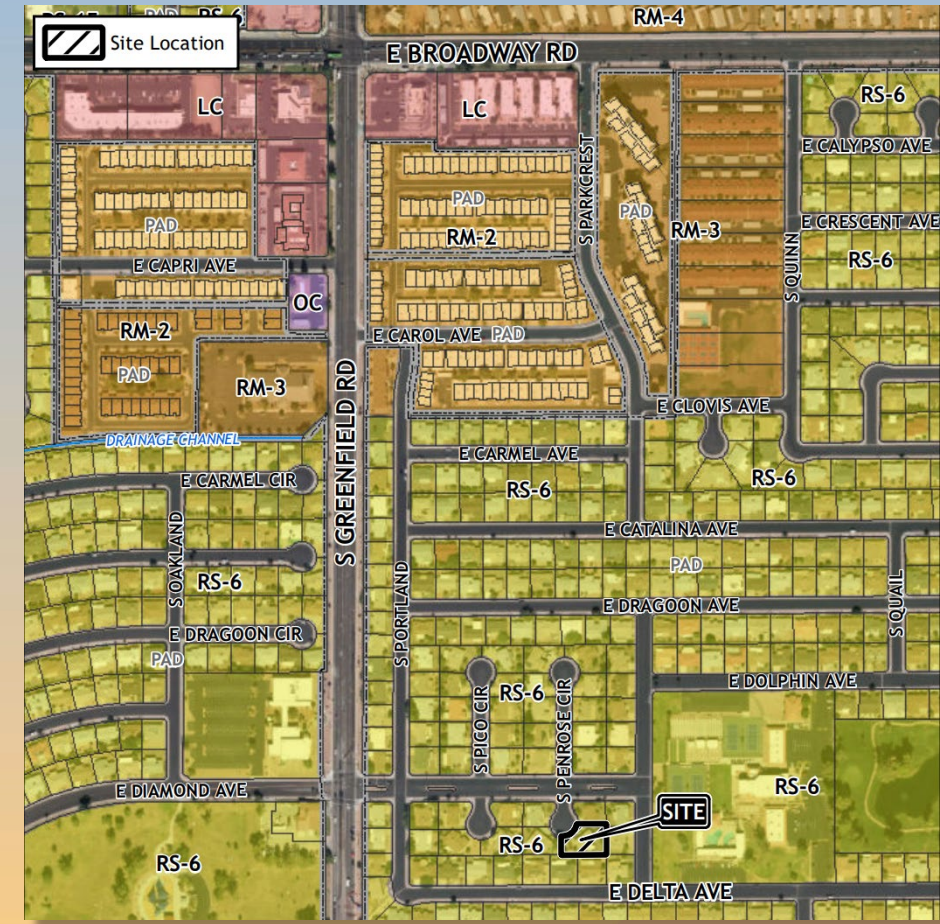 PAD
RS-6
RM-4
Site Location
E BROADWAY RD
LC
LC
RS-6
E CALYPSO AVE
S PARKCREST
PAD
PAD
PAD
RM-2
RM-3
E CRESCENT AVE
S QUINN
RS-6
E CAPRI AVE
OC
RM-2
E CAROL AVE
PAD
PAD
RM-3
S GREENFIELD RD
E CLOVIS AVE
DRAINAGE CHANNEL
E CARMEL CIR
E CARMEL AVE
RS-6
RS-6
S OAKLAND
E CATALINA AVE
PAD
RS-6
S PORTLAND
S QUAIL
E DRAGOON AVE
E DRAGOON CIR
PAD
RS-6
E DOLPHIN AVE
S PICO CIR
S PENROSE CIR
RS-6
E DIAMOND AVE
SITE
RS-6
RS-6
E DELTA AVE